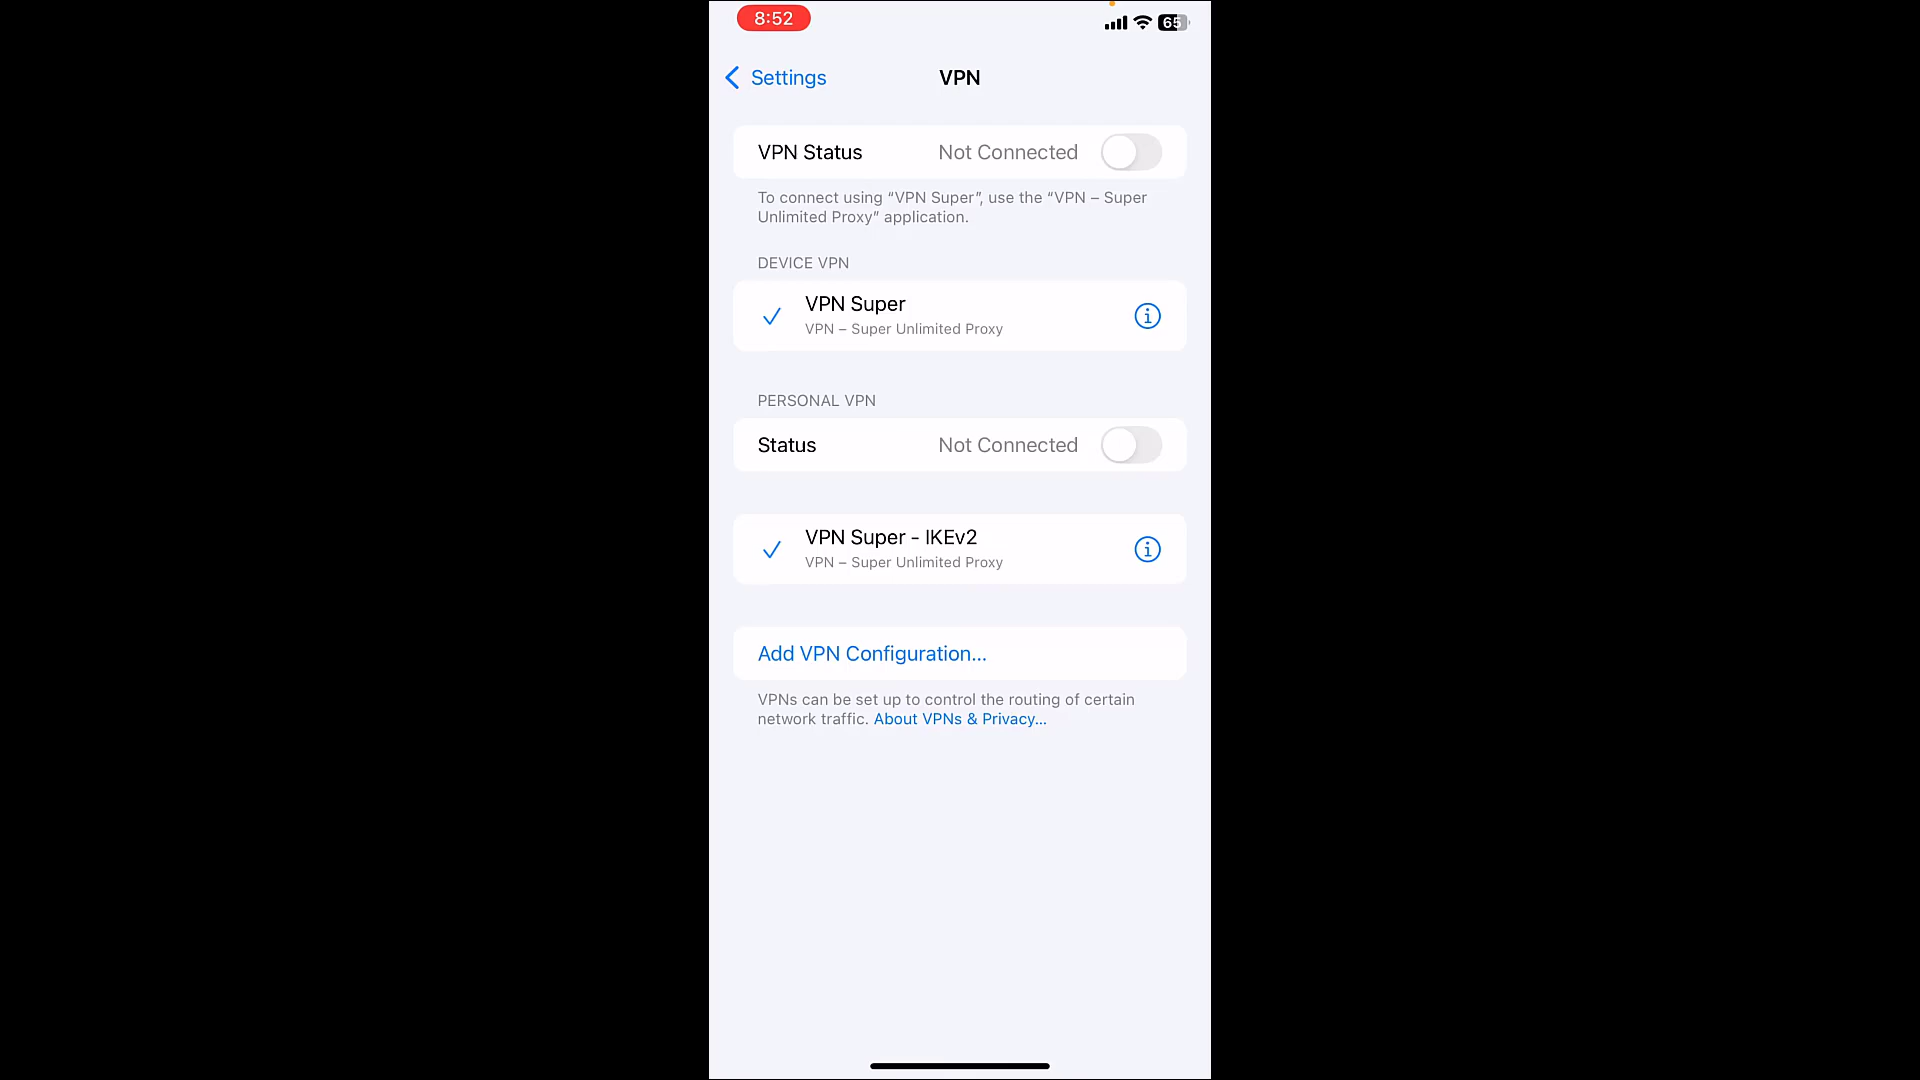 8:52
65
Settings
VPN
VPN Status Not Connected
To connect using “VPN Super”, use the “VPN – Super
Unlimited Proxy” application.
DEVICE VPN
VPN Super
VPN – Super Unlimited Proxy
PERSONAL VPN
Status Not Connected
VPN Super - IKEv2
VPN – Super Unlimited Proxy
Add VPN Configuration...
VPNs can be set up to control the routing of certain
network traffic. About VPNs & Privacy...